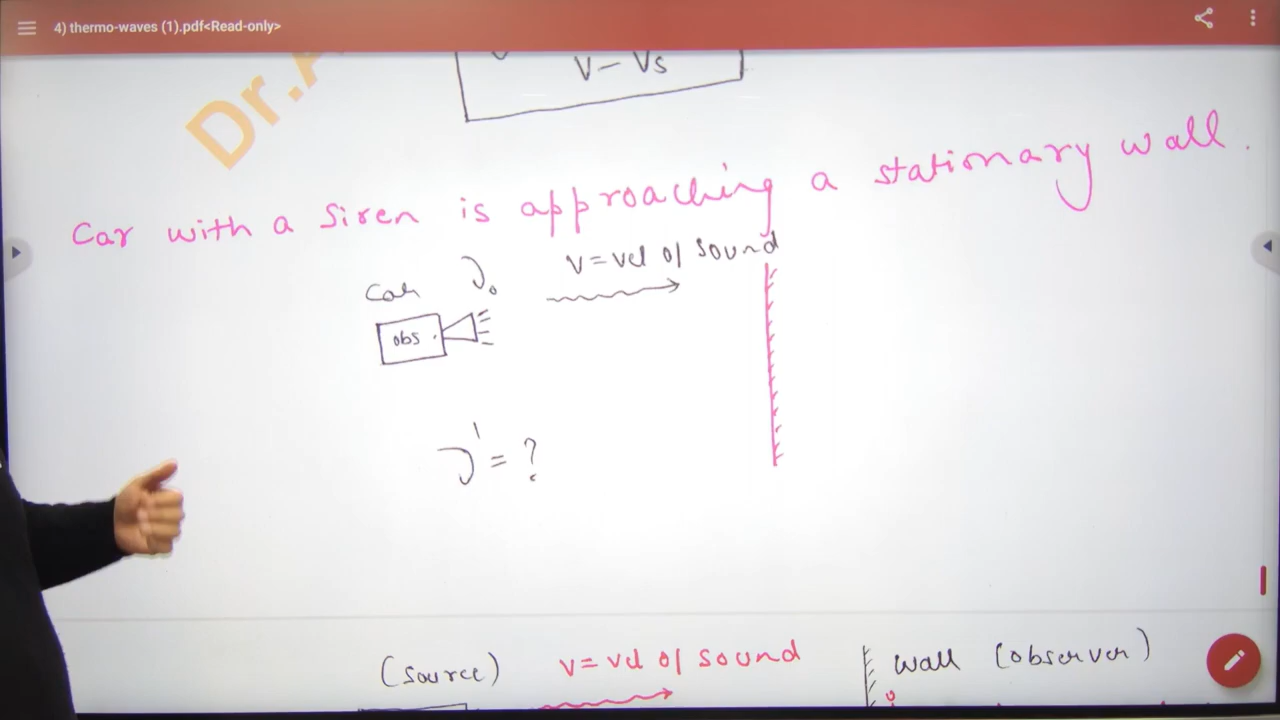 4) thermo-waves (1).pdf<Read-only>
V - Vs
Dr.
Car with a Siren is approaching a stationary wall.
V = vel of sound
Car ν₀
obs
ν' = ?
(source) V = vel of sound wall (observer)